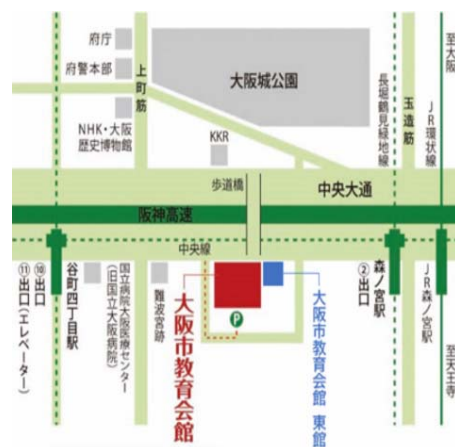 府庁
府警本部
NHK・大阪
歴史博物館
上町筋
大阪城公園
KKR
長堀鶴見緑地線
玉造筋
JR環状線
至大阪
歩道橋
中央大通
阪神高速
中央線
⑪出口(エレベーター)
⑩出口
谷町四丁目駅
国立病院大阪医療センター
(旧国立大阪病院)
難波宮跡
大阪市教育会館
P
大阪市教育会館 東館
②出口
森ノ宮駅
JR森ノ宮駅
至天王寺